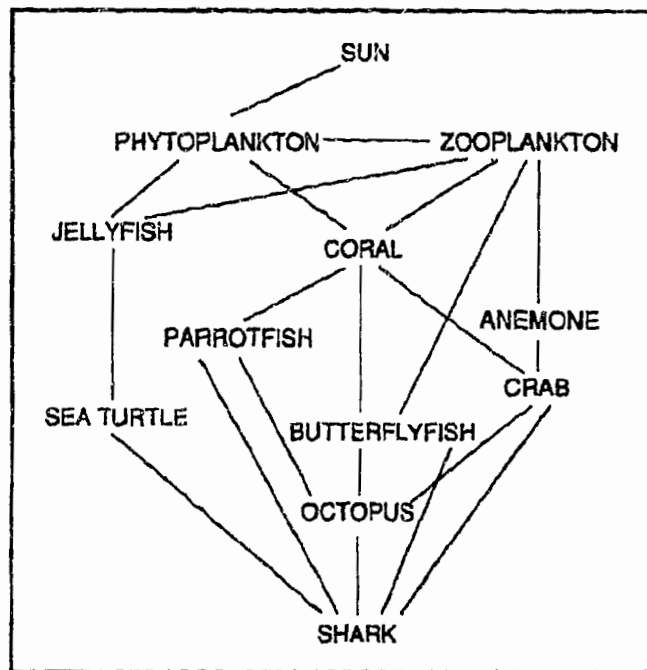 SUN
PHYTOPLANKTON ZOOPLANKTON
JELLYFISH
CORAL
ANEMONE
PARROTFISH
CRAB
SEA TURTLE
BUTTERFLYFISH
OCTOPUS
SHARK